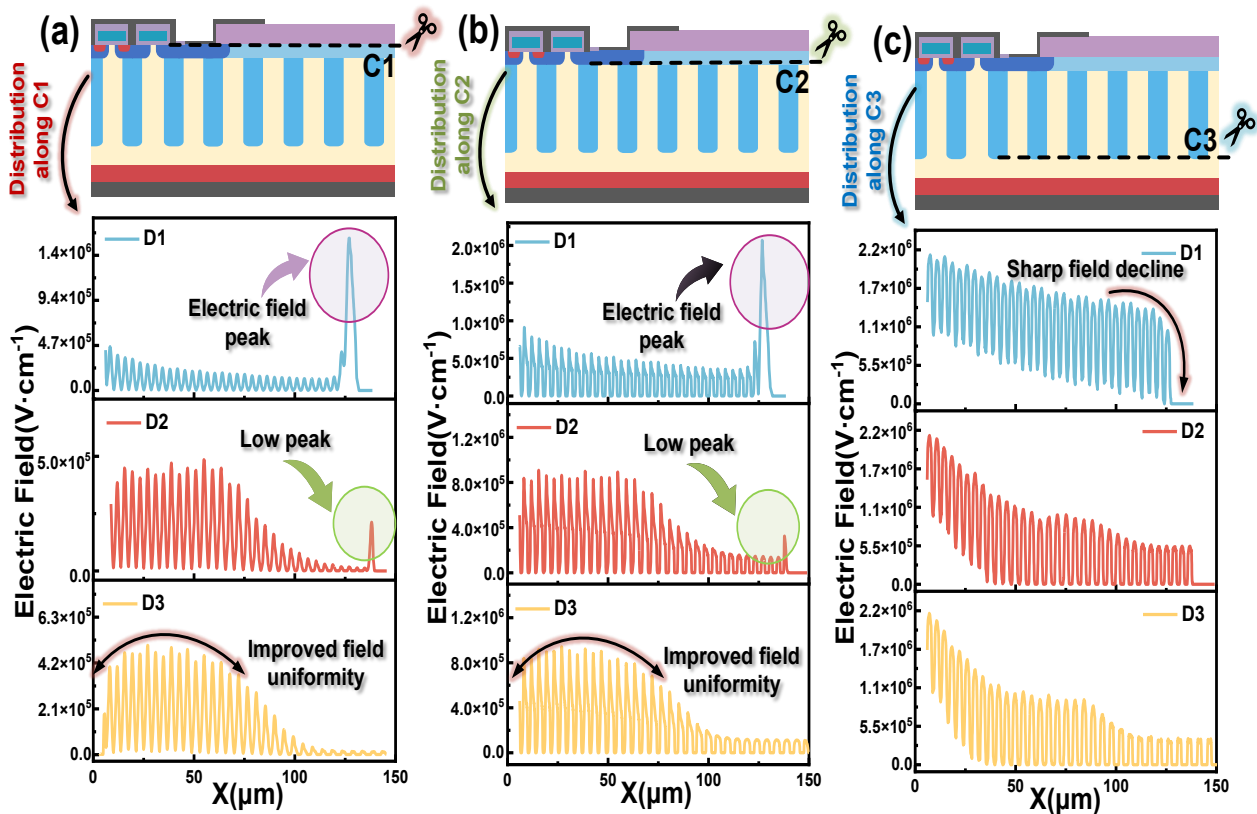 (a)
C1
Distribution
along C1
D1
Electric field
peak
1.4×10⁶
9.4×10⁵
4.7×10⁵
0.0
D2
Low peak
5.0×10⁵
0.0
D3
Improved field
uniformity
6.3×10⁵
4.2×10⁵
2.1×10⁵
0.0
0 50 100 150
Electric Field(V·cm⁻¹)
X(μm)
(b)
C2
Distribution
along C2
D1
Electric field
peak
2.0×10⁶
1.5×10⁶
1.0×10⁶
5.0×10⁵
0.0
D2
Low peak
1.2×10⁶
8.0×10⁵
4.0×10⁵
0.0
D3
Improved field
uniformity
1.2×10⁶
8.0×10⁵
4.0×10⁵
0.0
0 50 100 150
Electric Field(V·cm⁻¹)
X(μm)
(c)
C3
Distribution
along C3
D1
Sharp field decline
2.2×10⁶
1.7×10⁶
1.1×10⁶
5.5×10⁵
0.0
D2
2.2×10⁶
1.7×10⁶
1.1×10⁶
5.5×10⁵
0.0
D3
2.2×10⁶
1.7×10⁶
1.1×10⁶
5.5×10⁵
0.0
0 50 100 150
Electric Field(V·cm⁻¹)
X(μm)